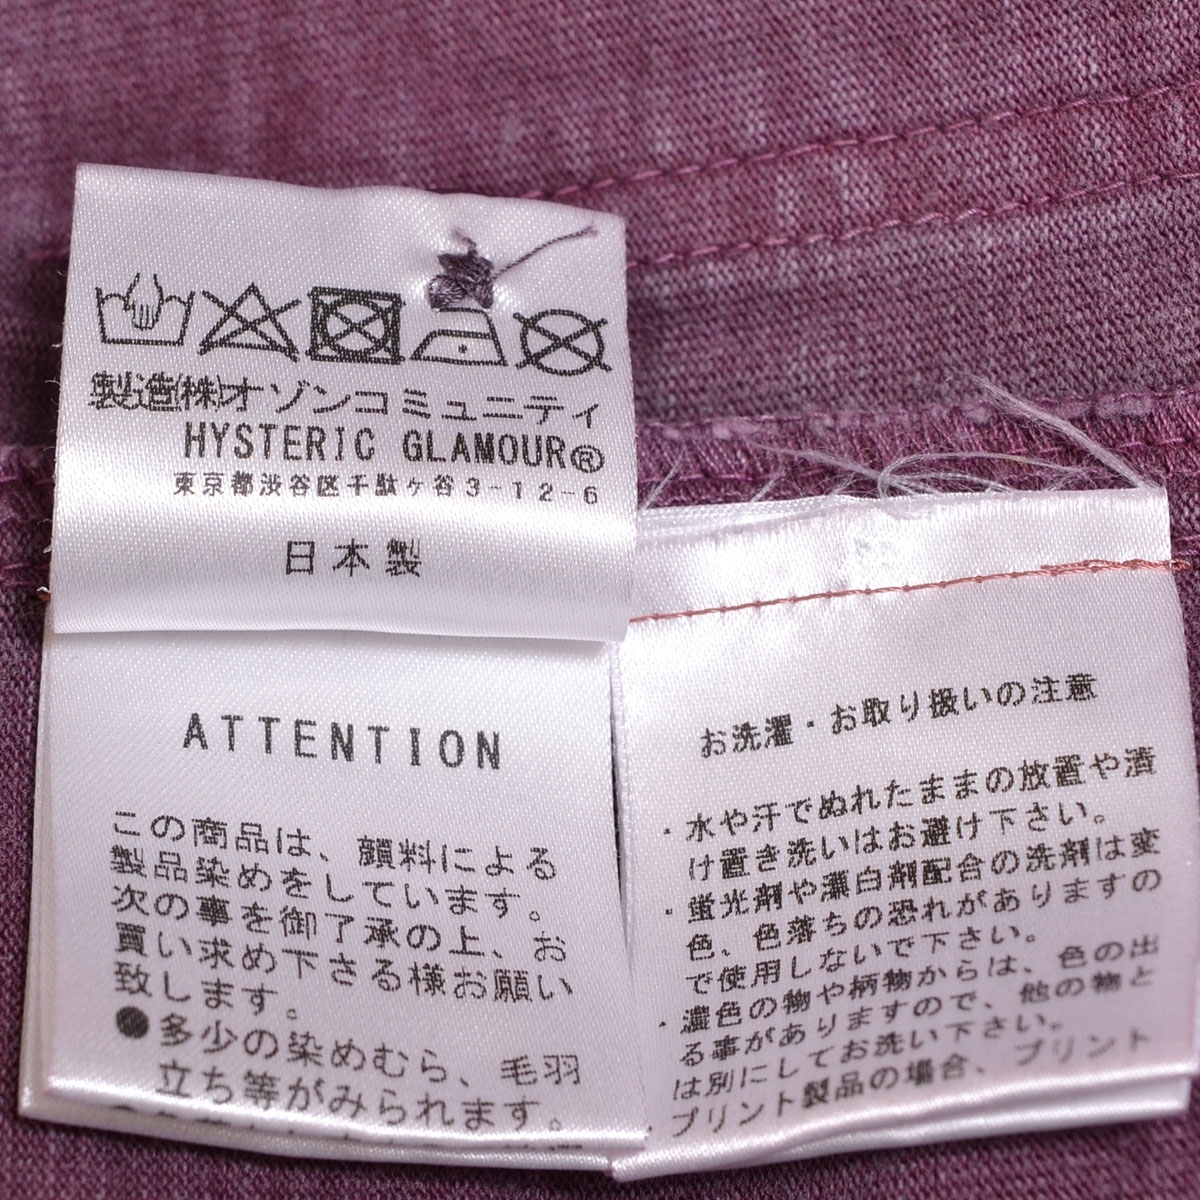 製造(株)オゾンコミュニティ
HYSTERIC GLAMOUR®
東京都渋谷区千駄ヶ谷3-12-6
日本製
ATTENTION
この商品は、顔料による
製品染めをしています。
次の事を御了承の上、お
買い求め下さる様お願い
致します。
●多少の染めむら、毛羽
立ち等がみられます。
お洗濯・お取り扱いの注意
・水や汗でぬれたままの放置や漬
け置き洗いはお避け下さい。
・蛍光剤や漂白剤配合の洗剤は変
色、色落ちの恐れがありますの
で使用しないで下さい。
・濃色の物や柄物からは、色の出
る事がありますので、他の物と
は別にしてお洗い下さい。
・プリント製品の場合、プリント